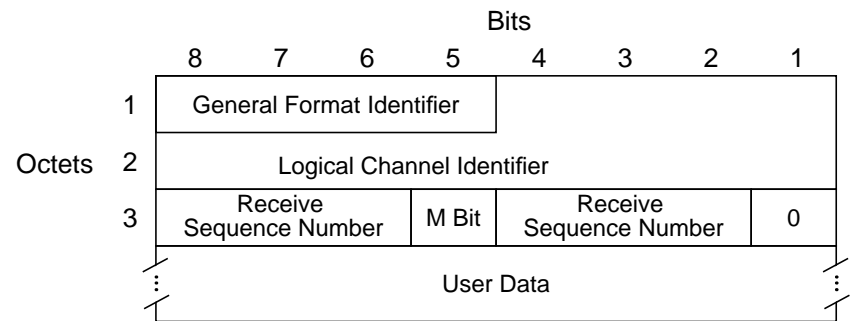 Bits
8 7 6 5 4 3 2 1
1 General Format Identifier
Octets 2 Logical Channel Identifier
3 Receive Sequence Number M Bit Receive Sequence Number 0
User Data